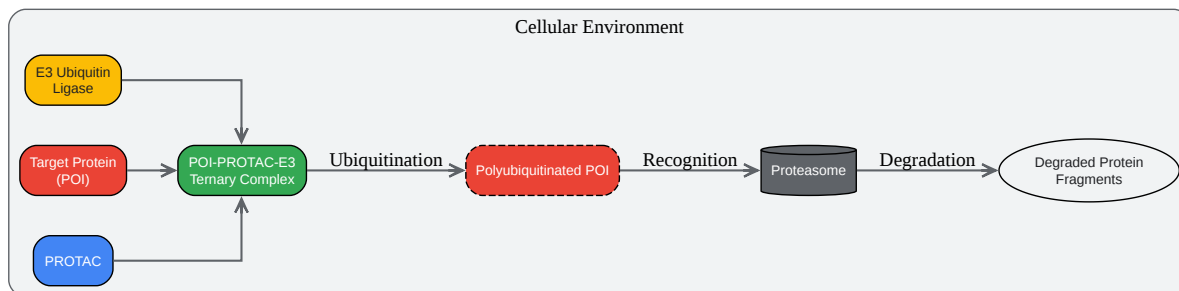 Cellular Environment
E3 Ubiquitin
Ligase
Target Protein
(POI)
PROTAC
POI-PROTAC-E3
Ternary Complex
Ubiquitination
Polyubiquitinated POI
Recognition
Proteasome
Degradation
Degraded Protein
Fragments